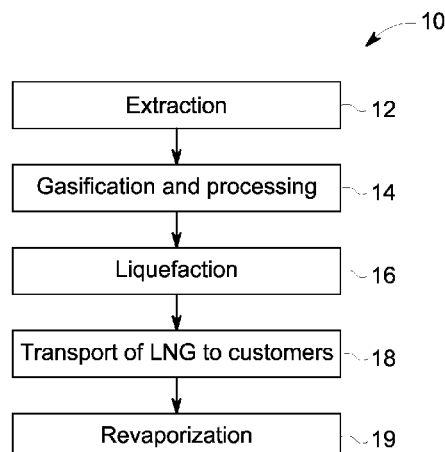 10
Extraction
12
Gasification and processing
14
Liquefaction
16
Transport of LNG to customers
18
Revaporization
19